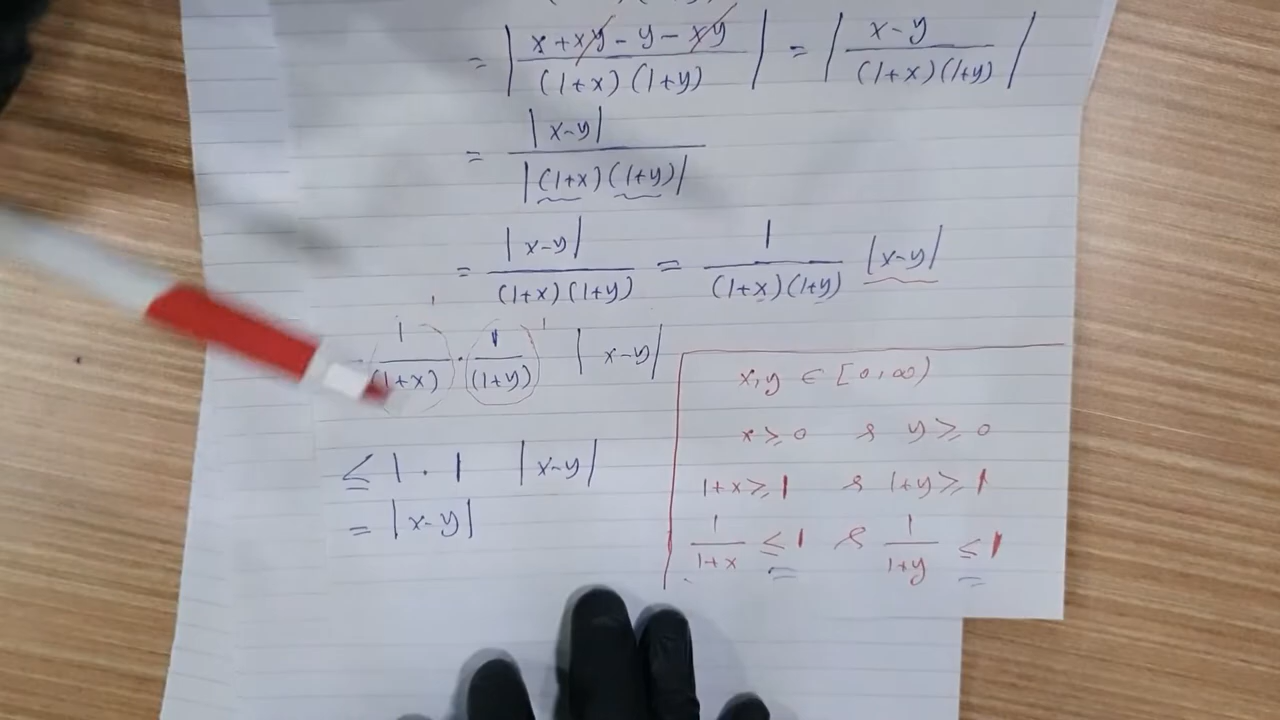 = | x + xy - y - xy / (1+x)(1+y) | = | x-y / (1+x)(1+y) |
= |x-y| / |(1+x)(1+y)|
= |x-y| / (1+x)(1+y) = 1 / (1+x)(1+y) |x-y|
1 / (1+x) · 1 / (1+y) |x-y|
≤ 1 · 1 |x-y|
= |x-y|
x, y ∈ [0, ∞)
x ≥ 0 & y ≥ 0
1+x ≥ 1 & 1+y ≥ 1
1 / 1+x ≤ 1 & 1 / 1+y ≤ 1